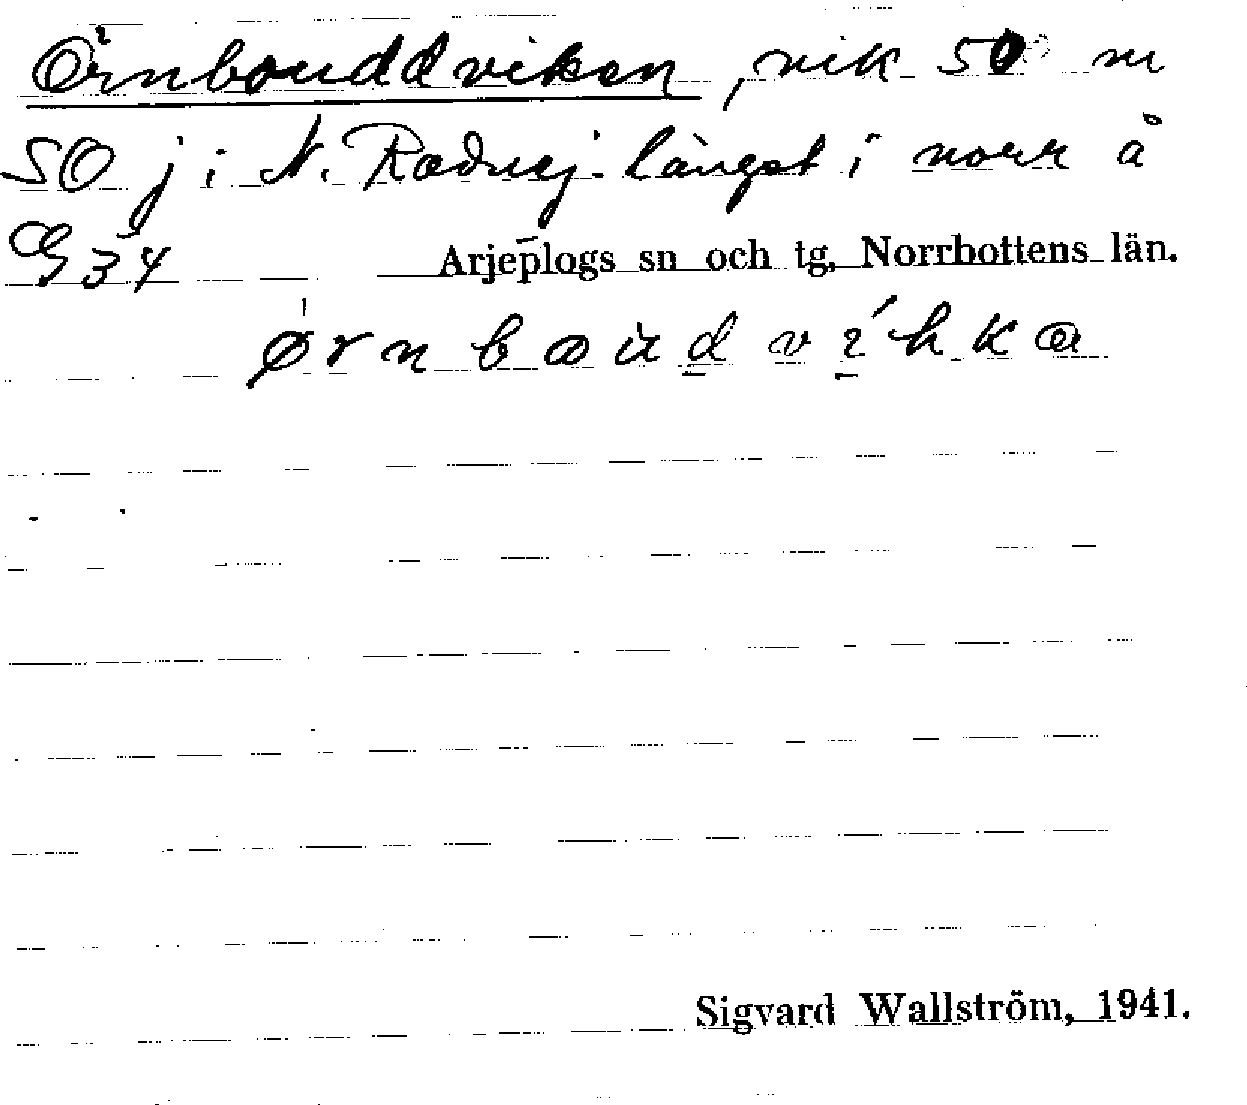 Örnbouddviken, vik 50 m
SO j i N. Radnej. längst i norr å
G 34 Arjeplogs sn och tg, Norrbottens län.
ørnbaudvíhka
Sigvard Wallström, 1941.